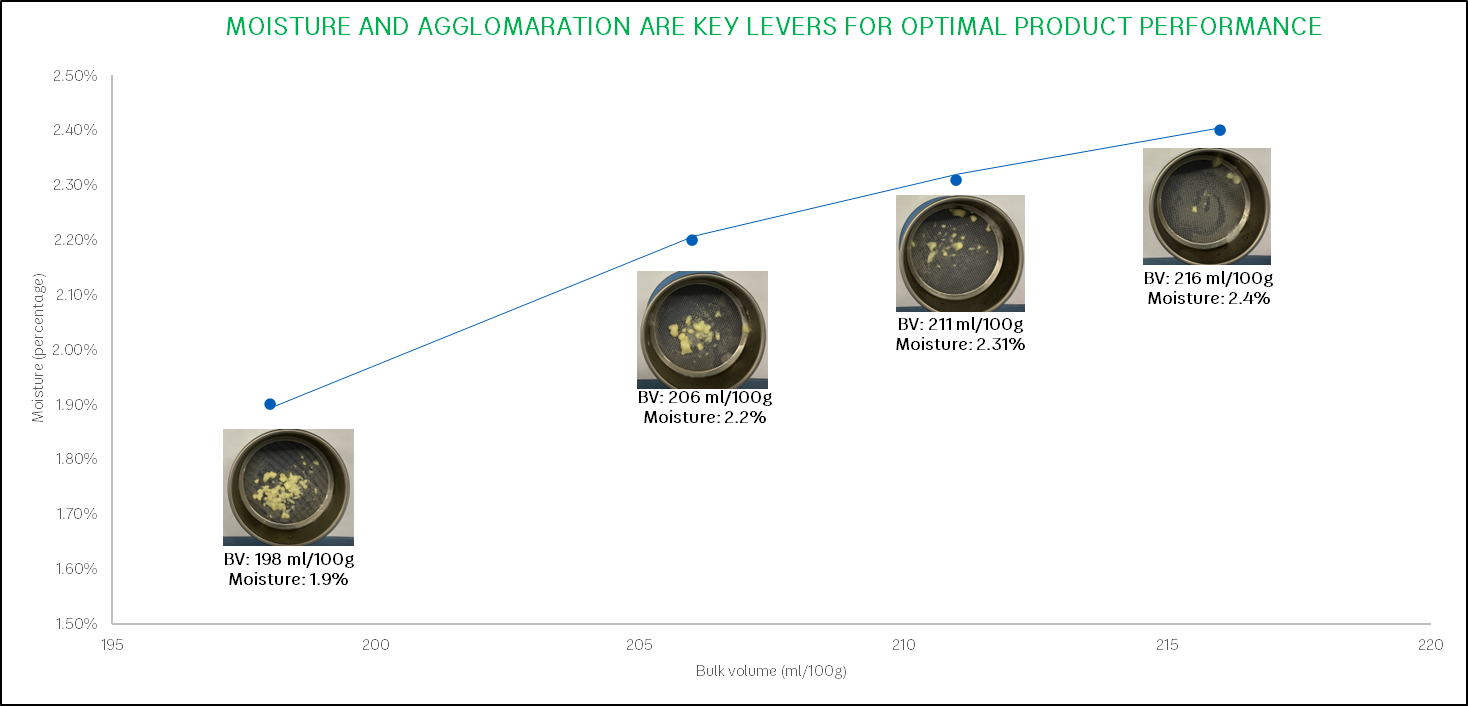 MOISTURE AND AGGLOMARATION ARE KEY LEVERS FOR OPTIMAL PRODUCT PERFORMANCE
2.50%
2.40%
2.30%
2.20%
2.10%
2.00%
1.90%
1.80%
1.70%
1.60%
1.50%
Moisture (percentage)
BV: 216 ml/100g
Moisture: 2.4%
BV: 211 ml/100g
Moisture: 2.31%
BV: 206 ml/100g
Moisture: 2.2%
BV: 198 ml/100g
Moisture: 1.9%
195
200
205
210
215
220
Bulk volume (ml/100g)